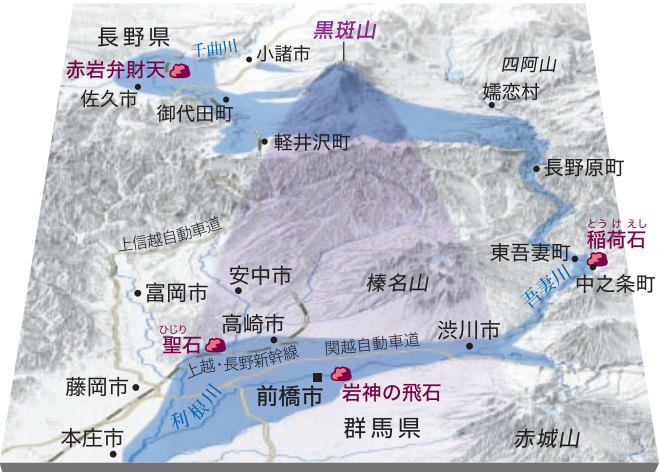 黒斑山
長野県
千曲川
小諸市
四阿山
赤岩弁財天
佐久市
嬬恋村
御代田町
軽井沢町
長野原町
とうけえし
稲荷石
上信越自動車道
東吾妻町
中之条町
安中市
榛名山
吾妻川
富岡市
高崎市
渋川市
ひじり
聖石
関越自動車道
上越・長野新幹線
藤岡市
前橋市
岩神の飛石
利根川
群馬県
本庄市
赤城山